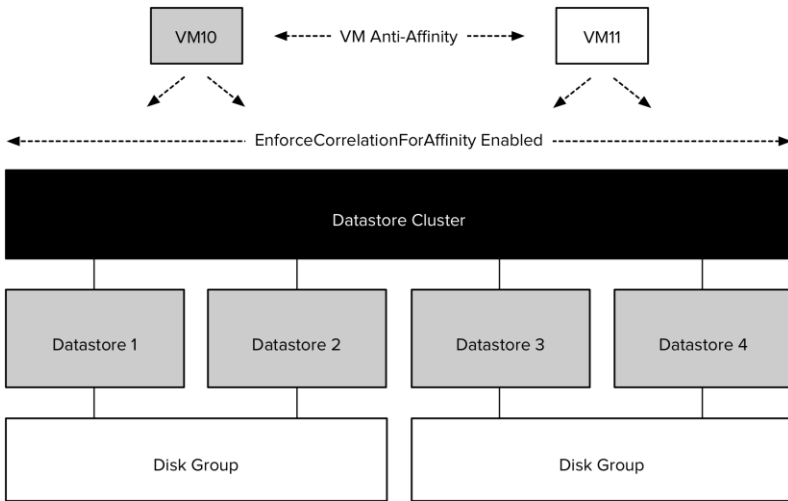 VM10
VM Anti-Affinity
VM11
EnforceCorrelationForAffinity Enabled
Datastore Cluster
Datastore 1
Datastore 2
Datastore 3
Datastore 4
Disk Group
Disk Group